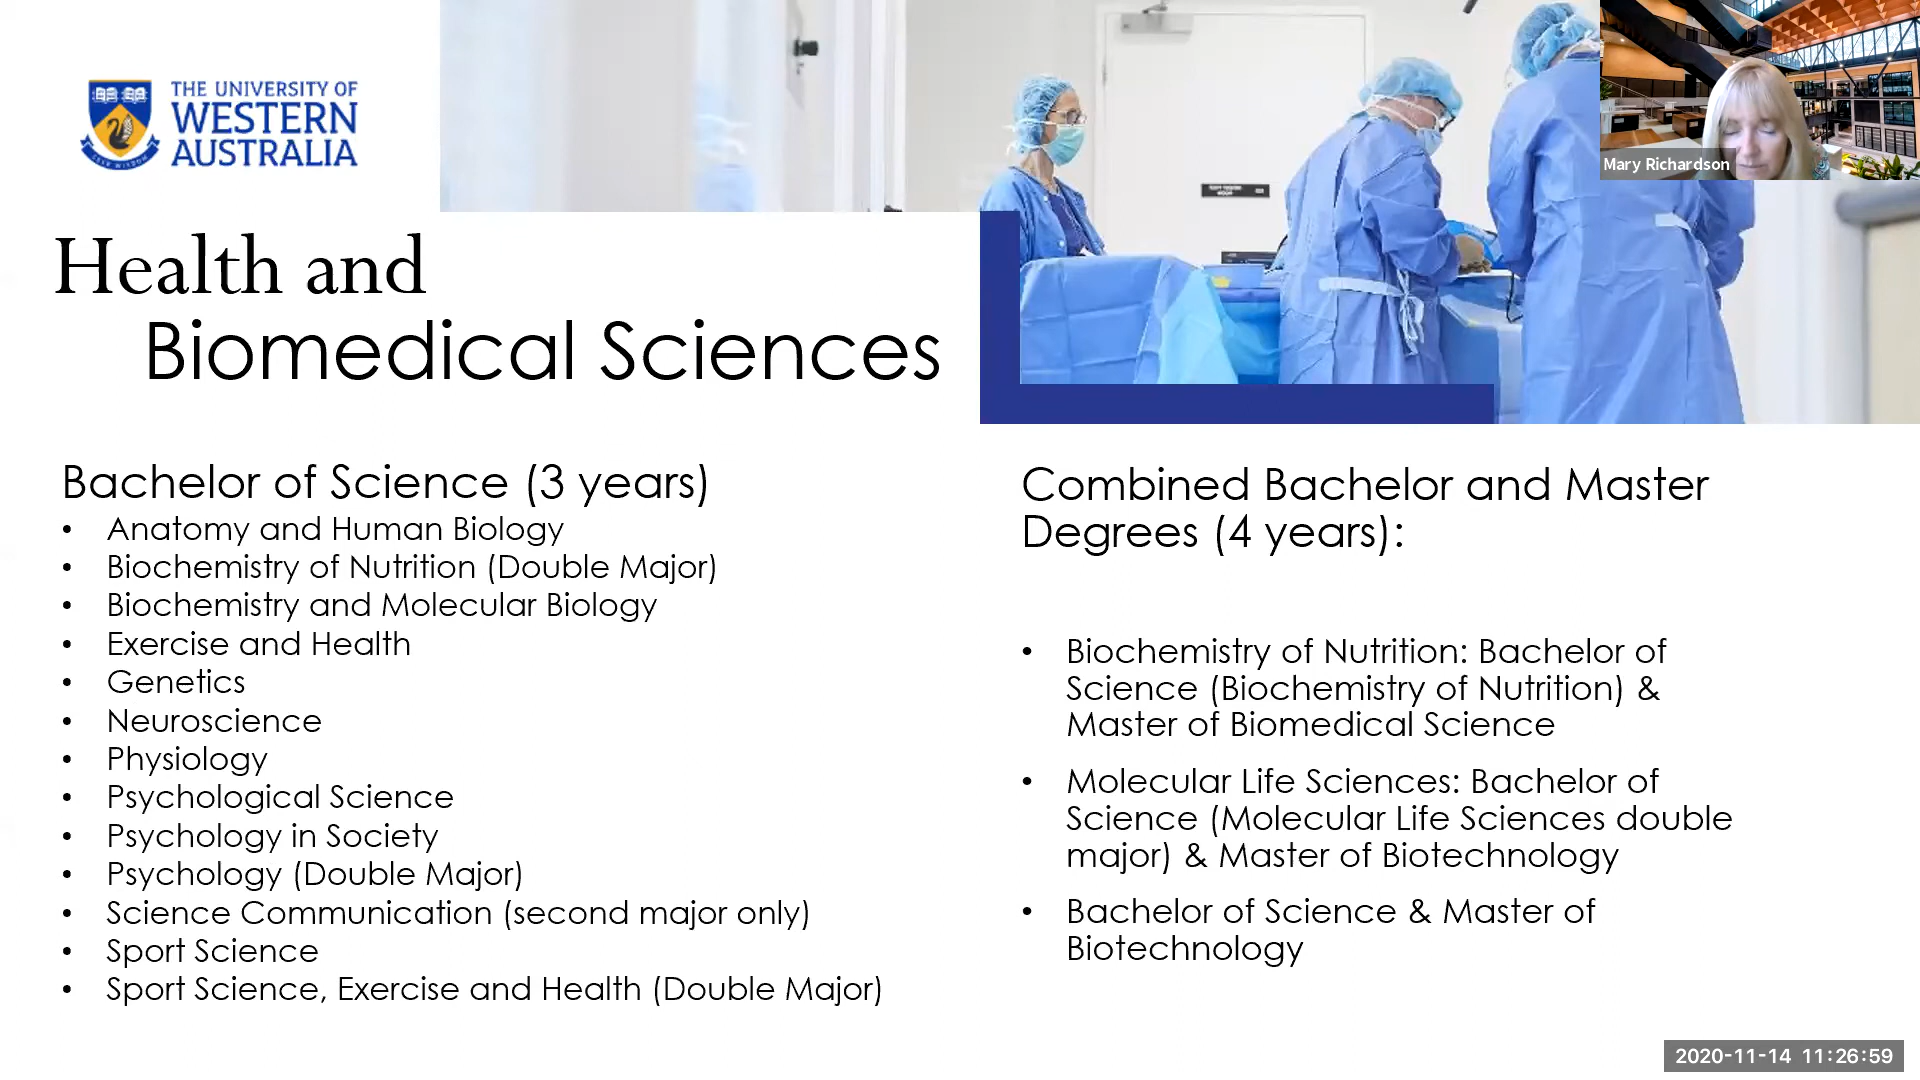 THE UNIVERSITY OF
WESTERN
AUSTRALIA
Mary Richardson
Health and
Biomedical Sciences
Bachelor of Science (3 years)
• Anatomy and Human Biology
• Biochemistry of Nutrition (Double Major)
• Biochemistry and Molecular Biology
• Exercise and Health
• Genetics
• Neuroscience
• Physiology
• Psychological Science
• Psychology in Society
• Psychology (Double Major)
• Science Communication (second major only)
• Sport Science
• Sport Science, Exercise and Health (Double Major)
Combined Bachelor and Master
Degrees (4 years):
• Biochemistry of Nutrition: Bachelor of
Science (Biochemistry of Nutrition) &
Master of Biomedical Science
• Molecular Life Sciences: Bachelor of
Science (Molecular Life Sciences double
major) & Master of Biotechnology
• Bachelor of Science & Master of
Biotechnology
2020-11-14 11:26:59